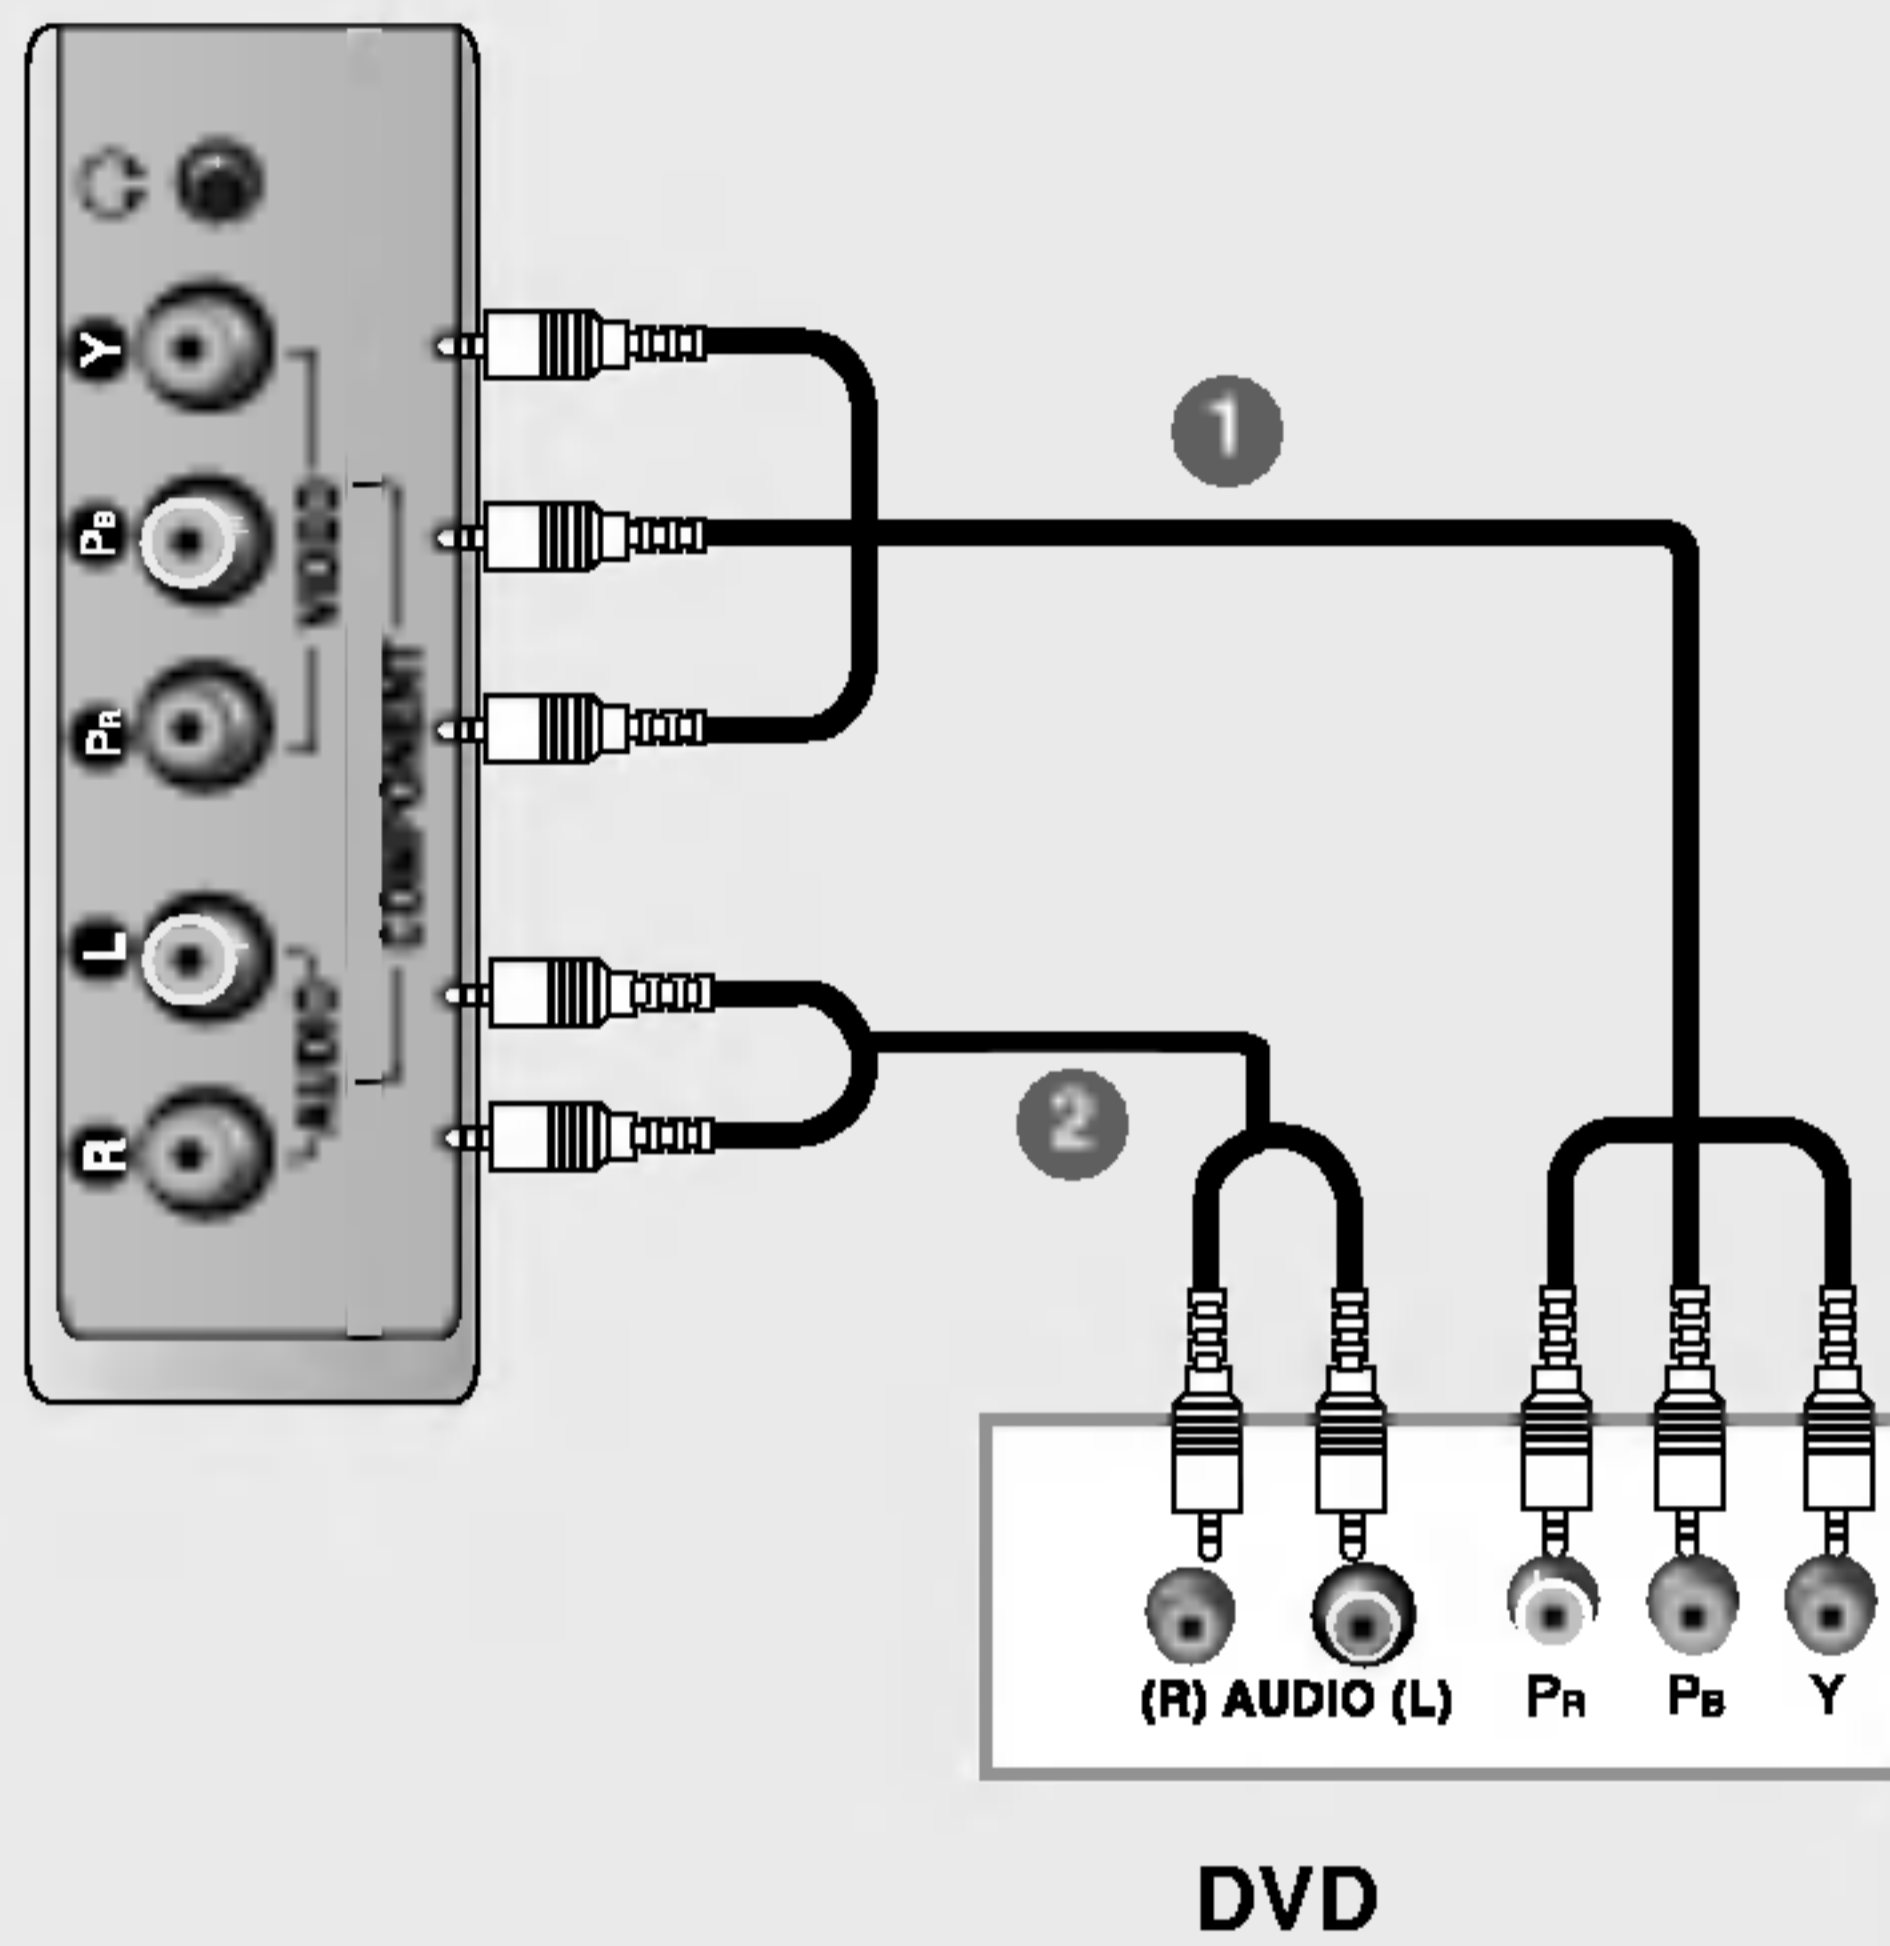 Y
PB
PR
L
R
VIDEO
AUDIO
COMPONENT
1
2
(R) AUDIO (L)
PR
PB
Y
DVD